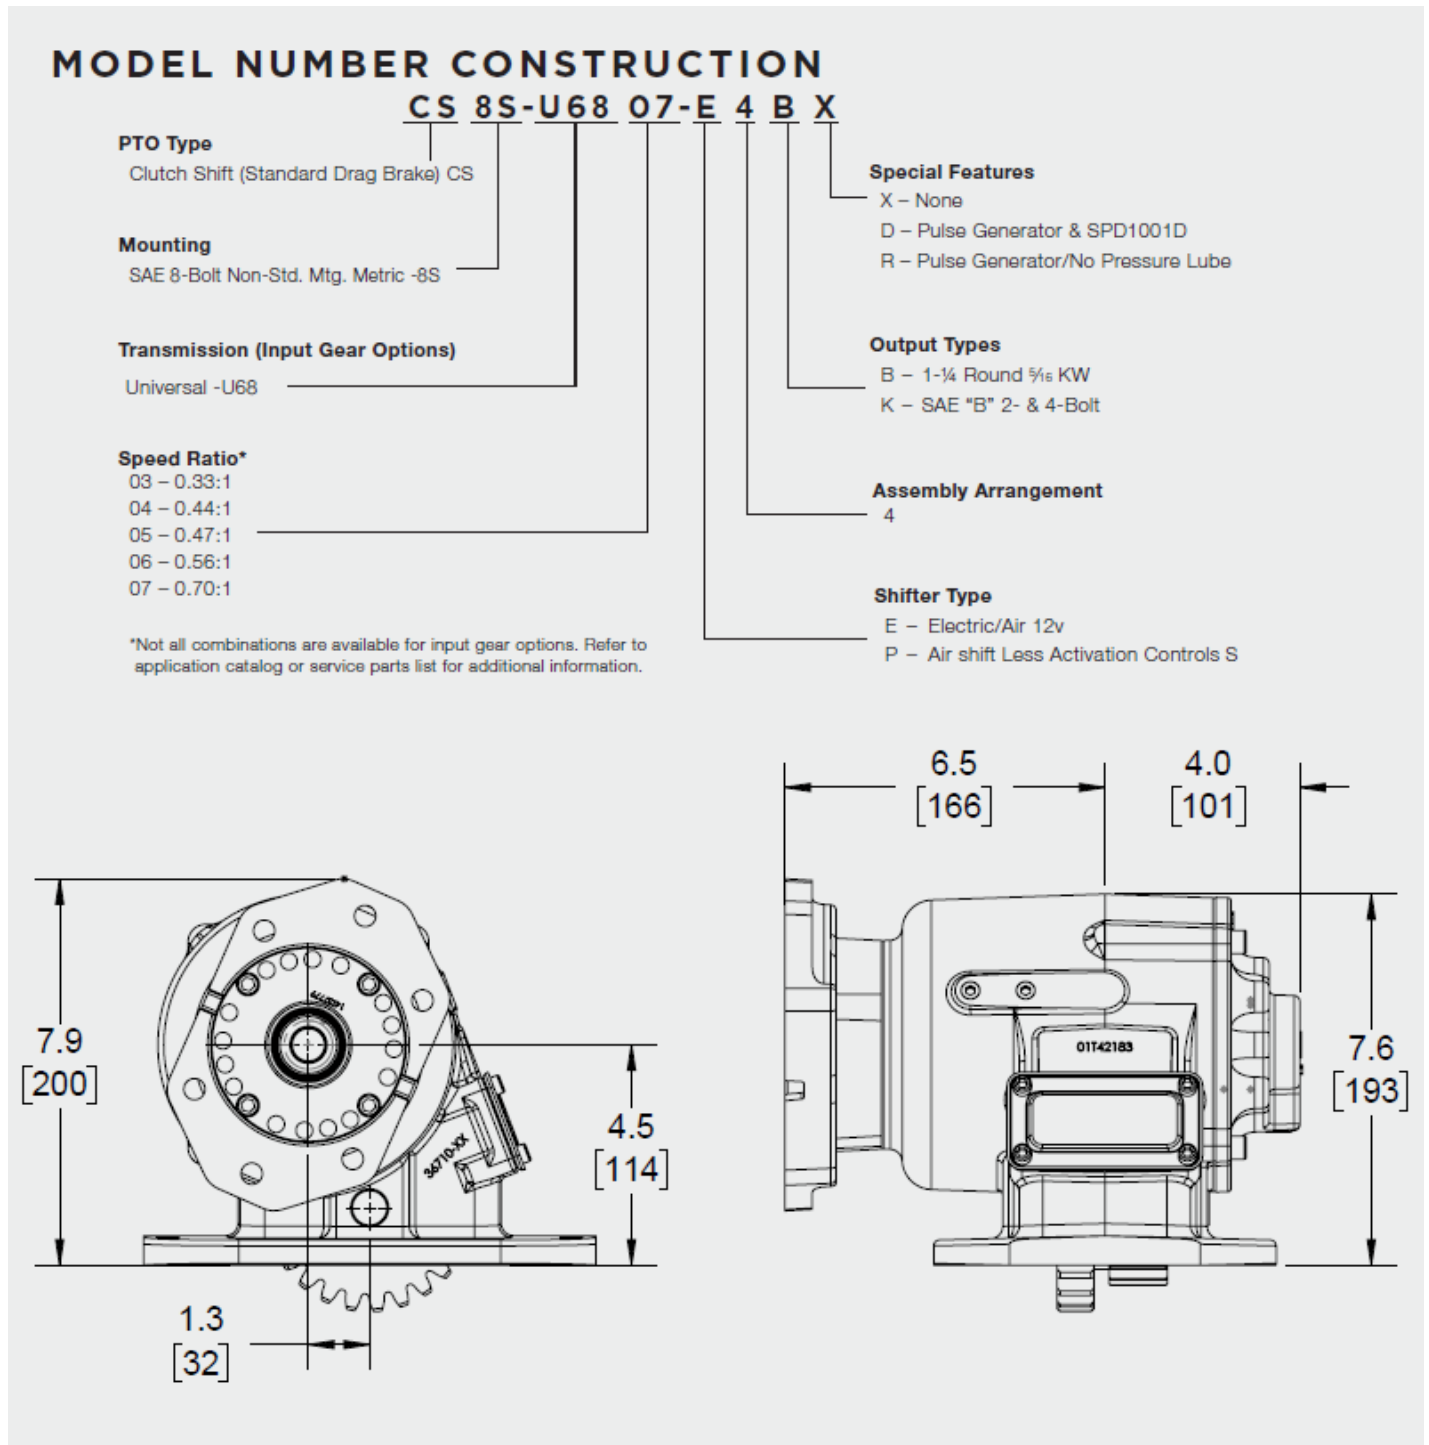 MODEL NUMBER CONSTRUCTION
CS 8S-U68 07-E 4 B X
PTO Type
Clutch Shift (Standard Drag Brake) CS
Mounting
SAE 8-Bolt Non-Std. Mtg. Metric -8S
Transmission (Input Gear Options)
Universal -U68
Speed Ratio*
03 – 0.33:1
04 – 0.44:1
05 – 0.47:1
06 – 0.56:1
07 – 0.70:1
*Not all combinations are available for input gear options. Refer to
application catalog or service parts list for additional information.
Special Features
X – None
D – Pulse Generator & SPD1001D
R – Pulse Generator/No Pressure Lube
Output Types
B – 1-¼ Round 5⁄16 KW
K – SAE "B" 2- & 4-Bolt
Assembly Arrangement
4
Shifter Type
E – Electric/Air 12v
P – Air shift Less Activation Controls S
6.5
[166]
4.0
[101]
7.9
[200]
4.5
[114]
36710-XX
1.3
[32]
01T42183
7.6
[193]